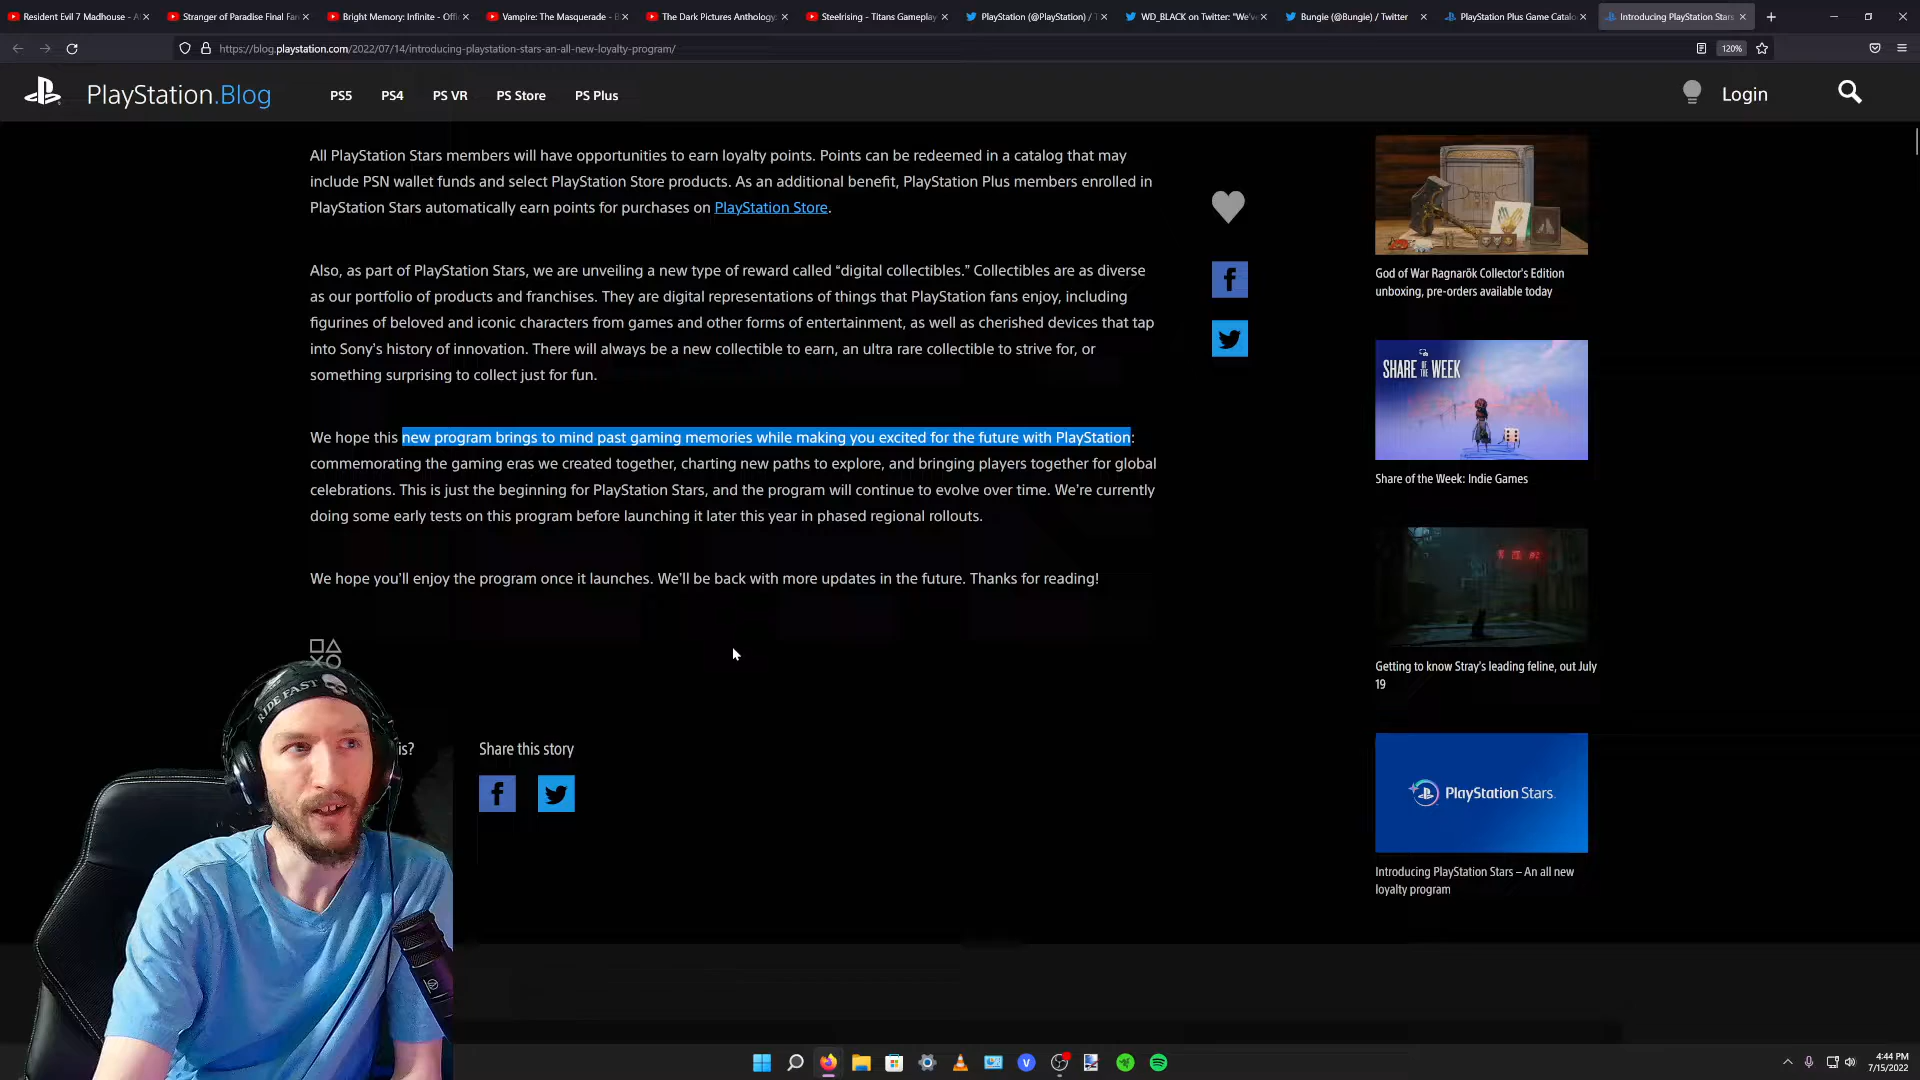 Resident Evil 7 Madhouse - A
Stranger of Paradise Final Fan
Bright Memory: Infinite - Offi
Vampire: The Masquerade - B
The Dark Pictures Anthology:
Steelrising - Titans Gameplay
PlayStation (@PlayStation) / T
WD_BLACK on Twitter: "We'v
Bungie (@Bungie) / Twitter
PlayStation Plus Game Catalo
Introducing PlayStation Stars
https://blog.playstation.com/2022/07/14/introducing-playstation-stars-an-all-new-loyalty-program/
120%
PlayStation.Blog
PS5
PS4
PS VR
PS Store
PS Plus
Login
All PlayStation Stars members will have opportunities to earn loyalty points. Points can be redeemed in a catalog that may
include PSN wallet funds and select PlayStation Store products. As an additional benefit, PlayStation Plus members enrolled in
PlayStation Stars automatically earn points for purchases on PlayStation Store.
Also, as part of PlayStation Stars, we are unveiling a new type of reward called “digital collectibles.” Collectibles are as diverse
as our portfolio of products and franchises. They are digital representations of things that PlayStation fans enjoy, including
figurines of beloved and iconic characters from games and other forms of entertainment, as well as cherished devices that tap
into Sony’s history of innovation. There will always be a new collectible to earn, an ultra rare collectible to strive for, or
something surprising to collect just for fun.
We hope this new program brings to mind past gaming memories while making you excited for the future with PlayStation:
commemorating the gaming eras we created together, charting new paths to explore, and bringing players together for global
celebrations. This is just the beginning for PlayStation Stars, and the program will continue to evolve over time. We’re currently
doing some early tests on this program before launching it later this year in phased regional rollouts.
We hope you’ll enjoy the program once it launches. We’ll be back with more updates in the future. Thanks for reading!
is?
Share this story
God of War Ragnarök Collector's Edition
unboxing, pre-orders available today
SHARE OF THE WEEK
Share of the Week: Indie Games
Getting to know Stray's leading feline, out July
19
PlayStation Stars
Introducing PlayStation Stars – An all new
loyalty program
RIDE FAST
4:44 PM
7/15/2022